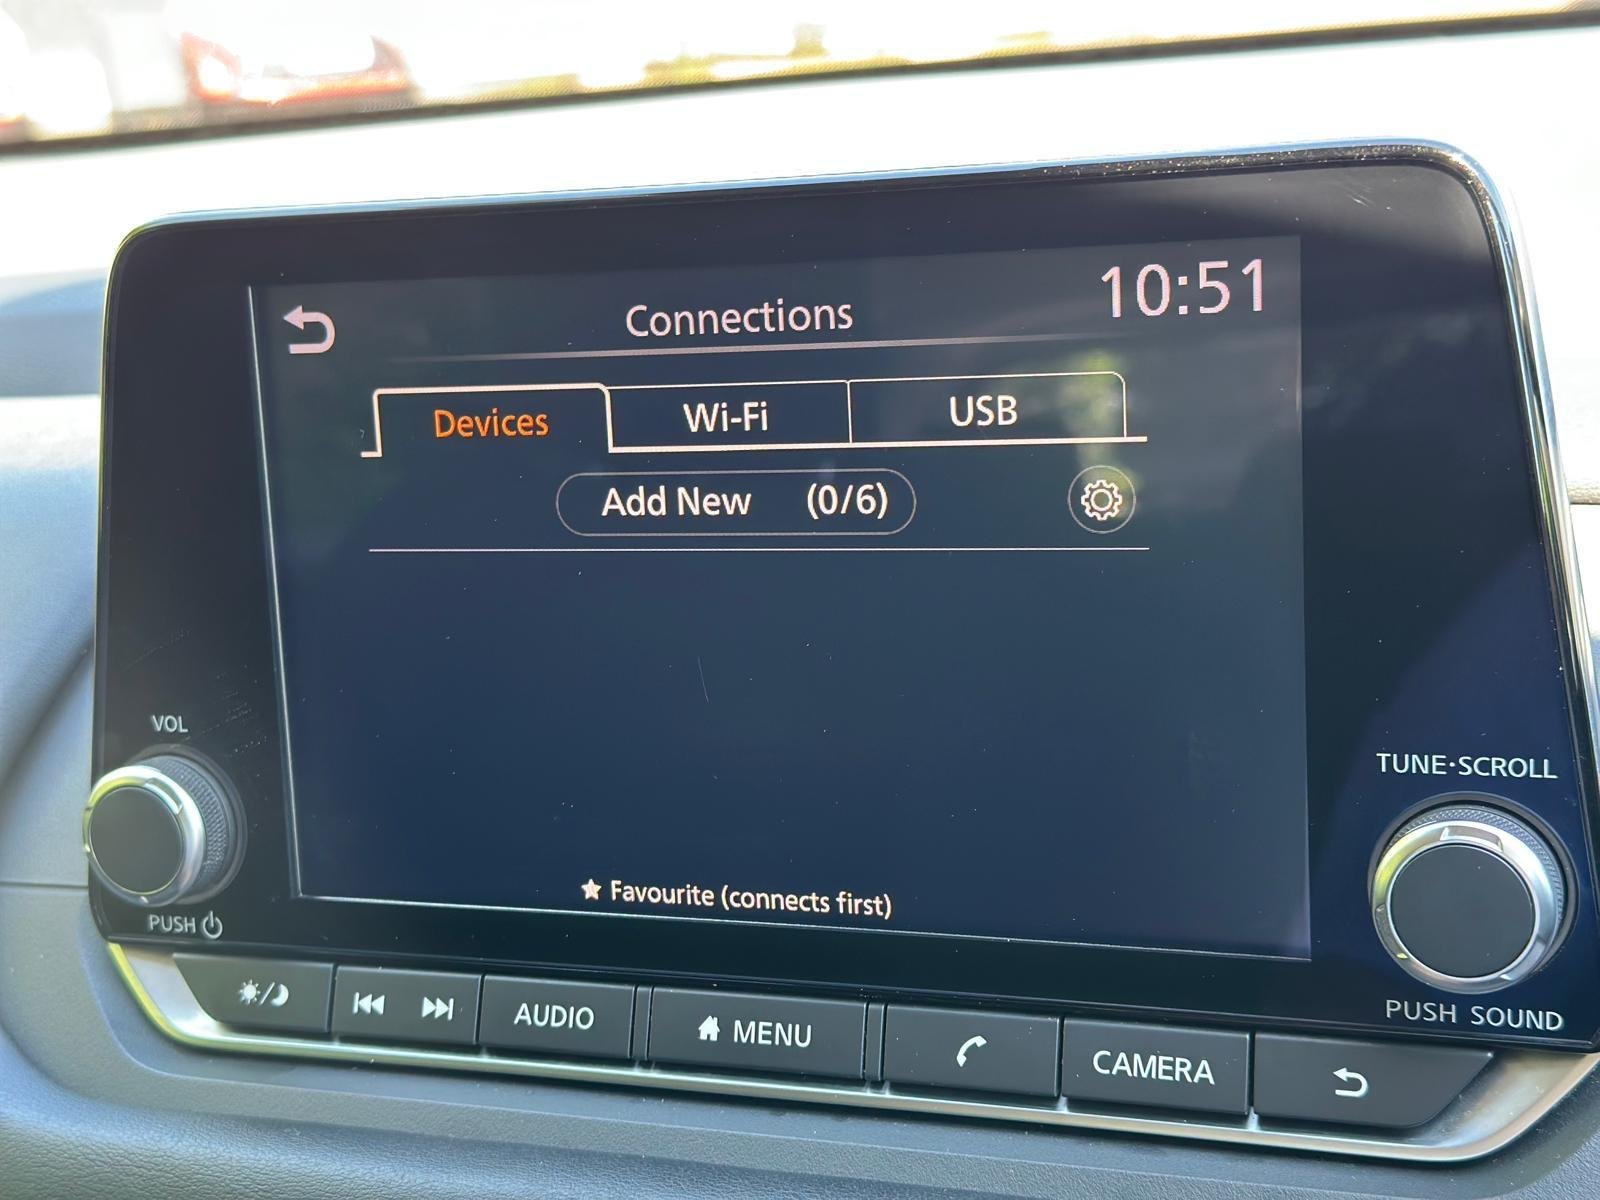 Connections
10:51
Devices
Wi-Fi
USB
Add New (0/6)
Favourite (connects first)
VOL
PUSH
TUNE·SCROLL
PUSH SOUND
AUDIO
MENU
CAMERA